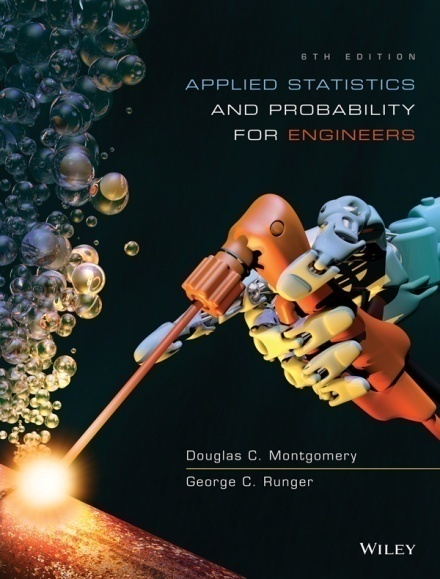 6TH EDITION
APPLIED STATISTICS
AND PROBABILITY
FOR ENGINEERS
Douglas C. Montgomery
George C. Runger
WILEY